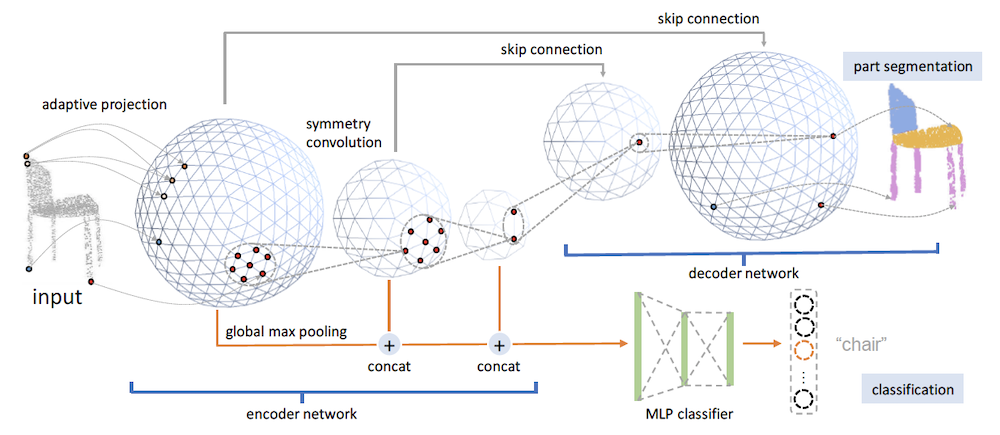 skip connection
skip connection
part segmentation
adaptive projection
symmetry
convolution
input
decoder network
global max pooling
+
+
concat
concat
"chair"
classification
MLP classifier
encoder network